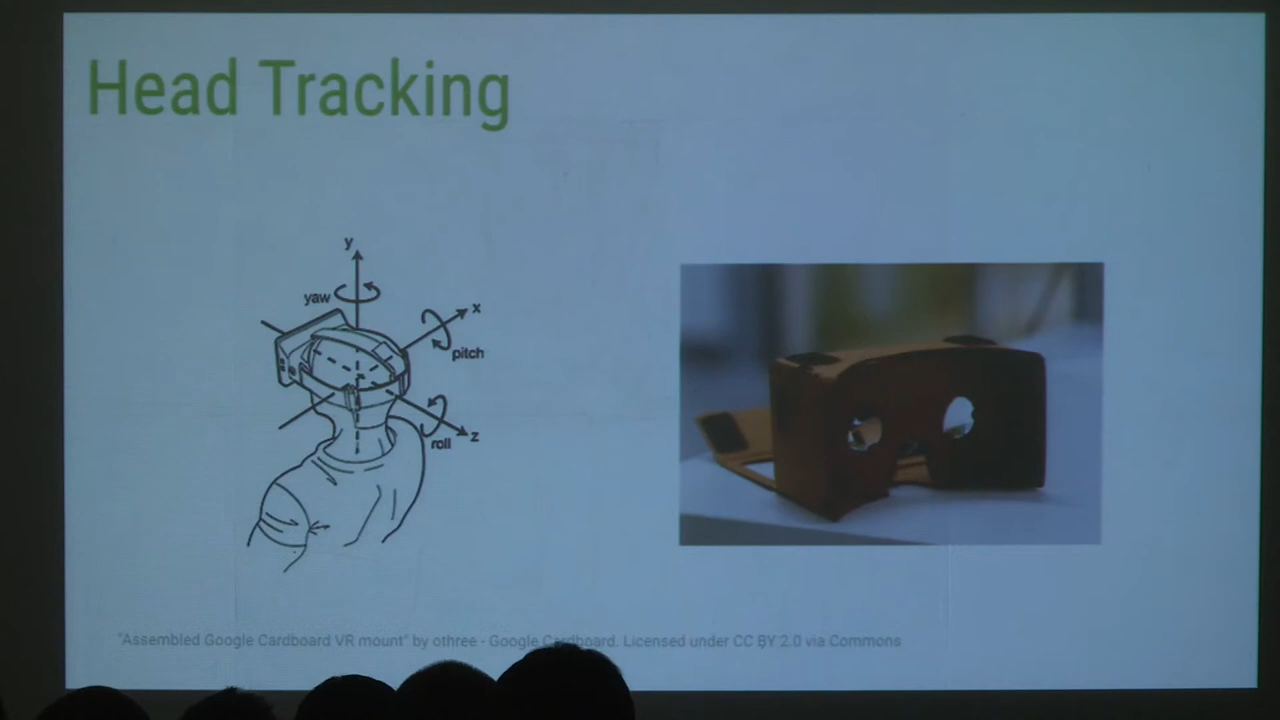 Head Tracking
y
yaw
x
pitch
z
roll
"Assembled Google Cardboard VR mount" by othree - Google Cardboard. Licensed under CC BY 2.0 via Commons